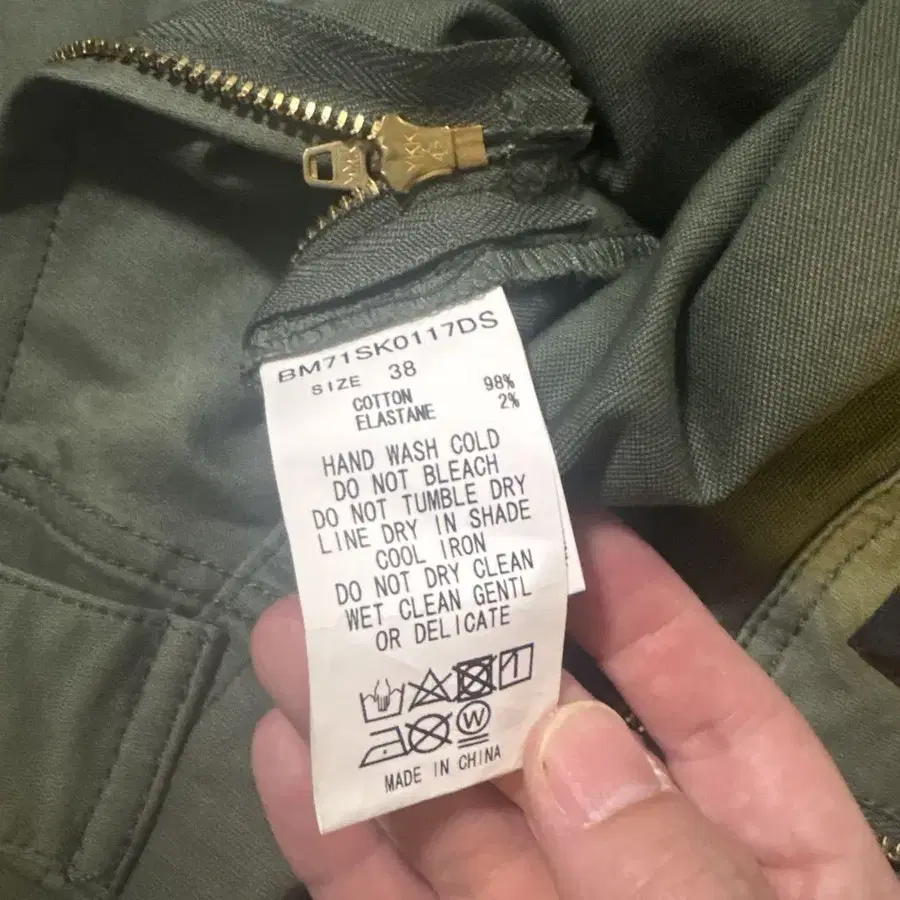 YKK
BM71SK0117DS
SIZE 38
COTTON 98%
ELASTANE 2%
HAND WASH COLD
DO NOT BLEACH
DO NOT TUMBLE DRY
LINE DRY IN SHADE
COOL IRON
DO NOT DRY CLEAN
WET CLEAN GENTL
OR DELICATE
W
MADE IN CHINA